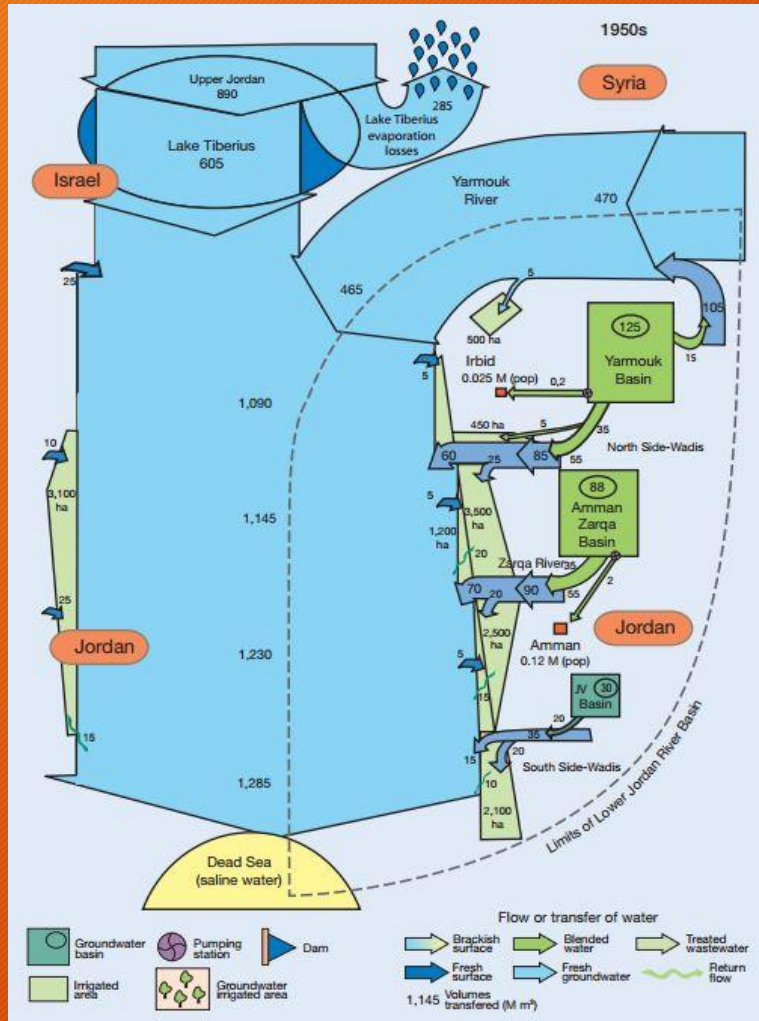 1950s
Syria
Upper Jordan
890
285
Lake Tiberius
evaporation
losses
Lake Tiberius
605
Israel
Yarmouk
River
470
465
25
5
105
500 ha
125
Yarmouk
Basin
15
Irbid
0.025 M (pop)
0,2
5
1,090
450 ha
5
35
North Side-Wadis
60
25
85
55
10
3,100
ha
88
Amman
Zarqa
Basin
5
3,500
ha
1,200
ha
1,145
20
Zarqa River
35
70
20
90
55
2
25
2,500
ha
Amman
0.12 M (pop)
Jordan
Jordan
1,230
5
15
JV
30
Basin
20
35
15
15
20
South Side-Wadis
10
1,285
2,100
ha
Limits of Lower Jordan River Basin
Dead Sea
(saline water)
Flow or transfer of water
Groundwater
basin
Pumping
station
Dam
Brackish
surface
Blended
water
Treated
wastewater
Irrigated
area
Groundwater
irrigated area
Fresh
surface
Fresh
groundwater
Return
flow
1,145 Volumes
transfered (M m³)